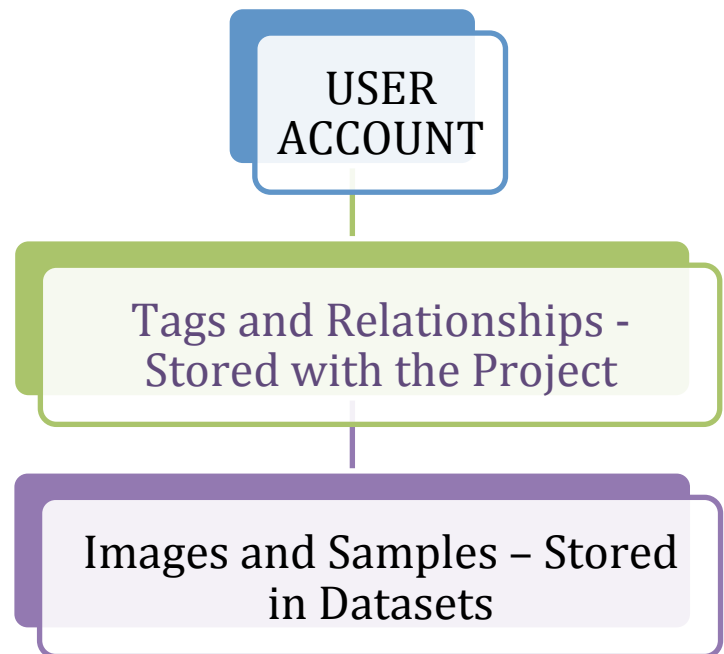 USER
ACCOUNT
Tags and Relationships -
Stored with the Project
Images and Samples – Stored
in Datasets